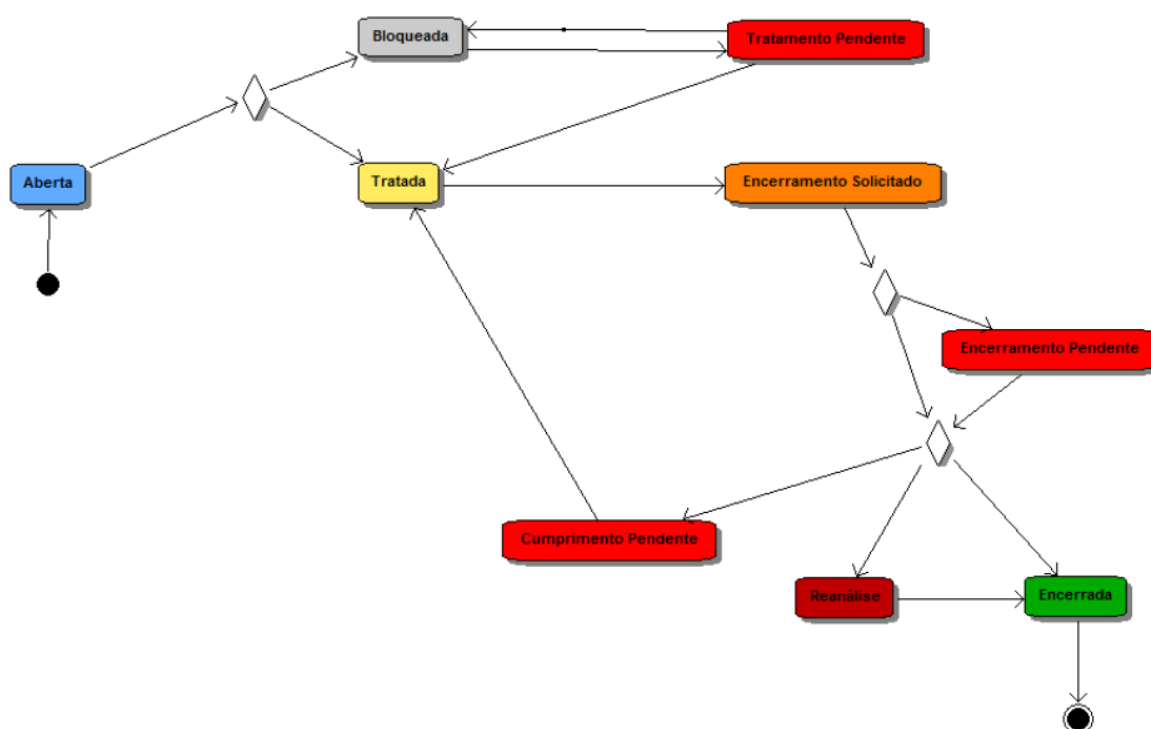 Bloqueada
Tratamento Pendente
Aberta
Tratada
Encerramento Solicitado
Encerramento Pendente
Cumprimento Pendente
Reanálise
Encerrada